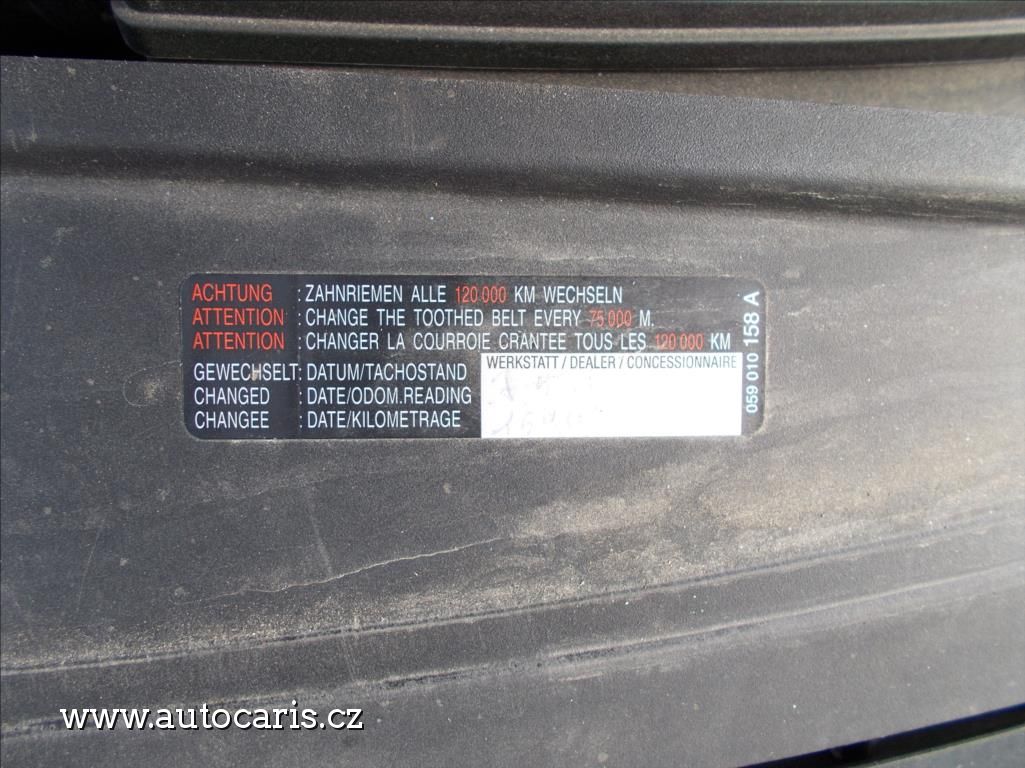 ACHTUNG : ZAHNRIEMEN ALLE 120 000 KM WECHSELN
ATTENTION : CHANGE THE TOOTHED BELT EVERY 75 000 M.
ATTENTION : CHANGER LA COURROIE CRANTEE TOUS LES 120 000 KM
WERKSTATT / DEALER / CONCESSIONNAIRE
GEWECHSELT: DATUM/TACHOSTAND
CHANGED : DATE/ODOM.READING
CHANGEE : DATE/KILOMETRAGE
059 010 158 A
www.autocaris.cz